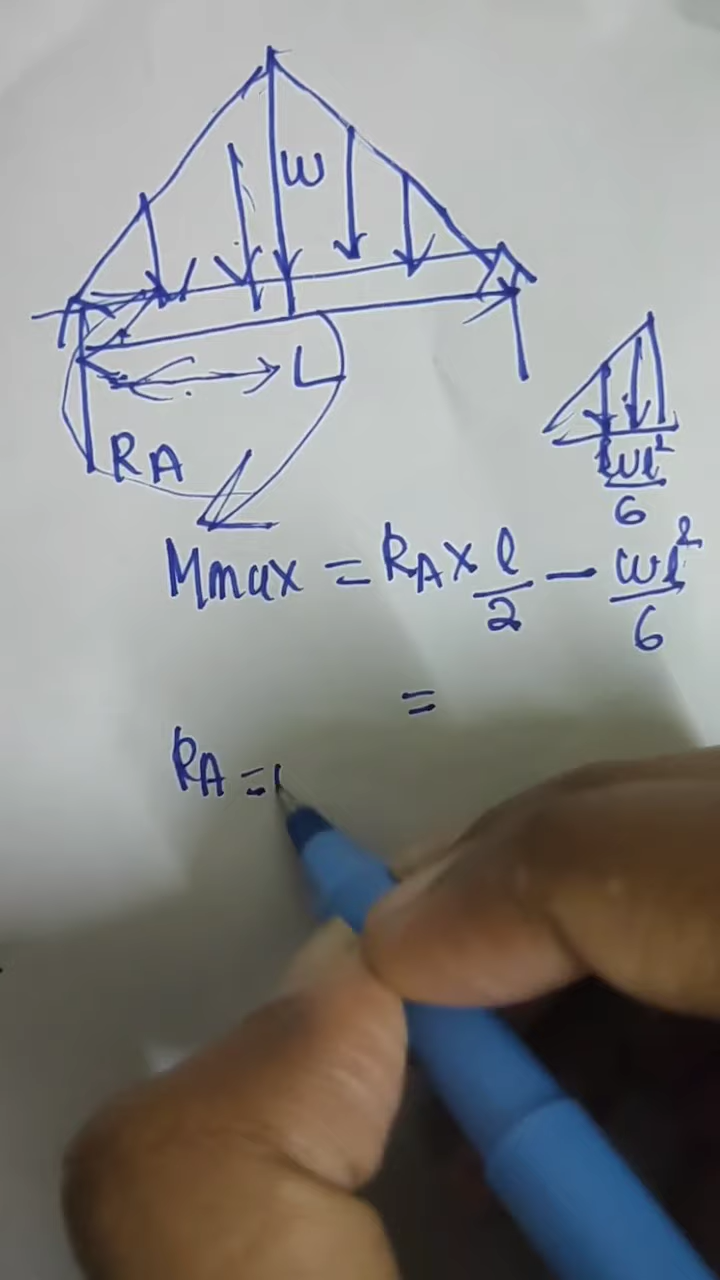 w
L
RA
wl²/6
Mmax = RA × l/2 - wl²/6
=
RA =